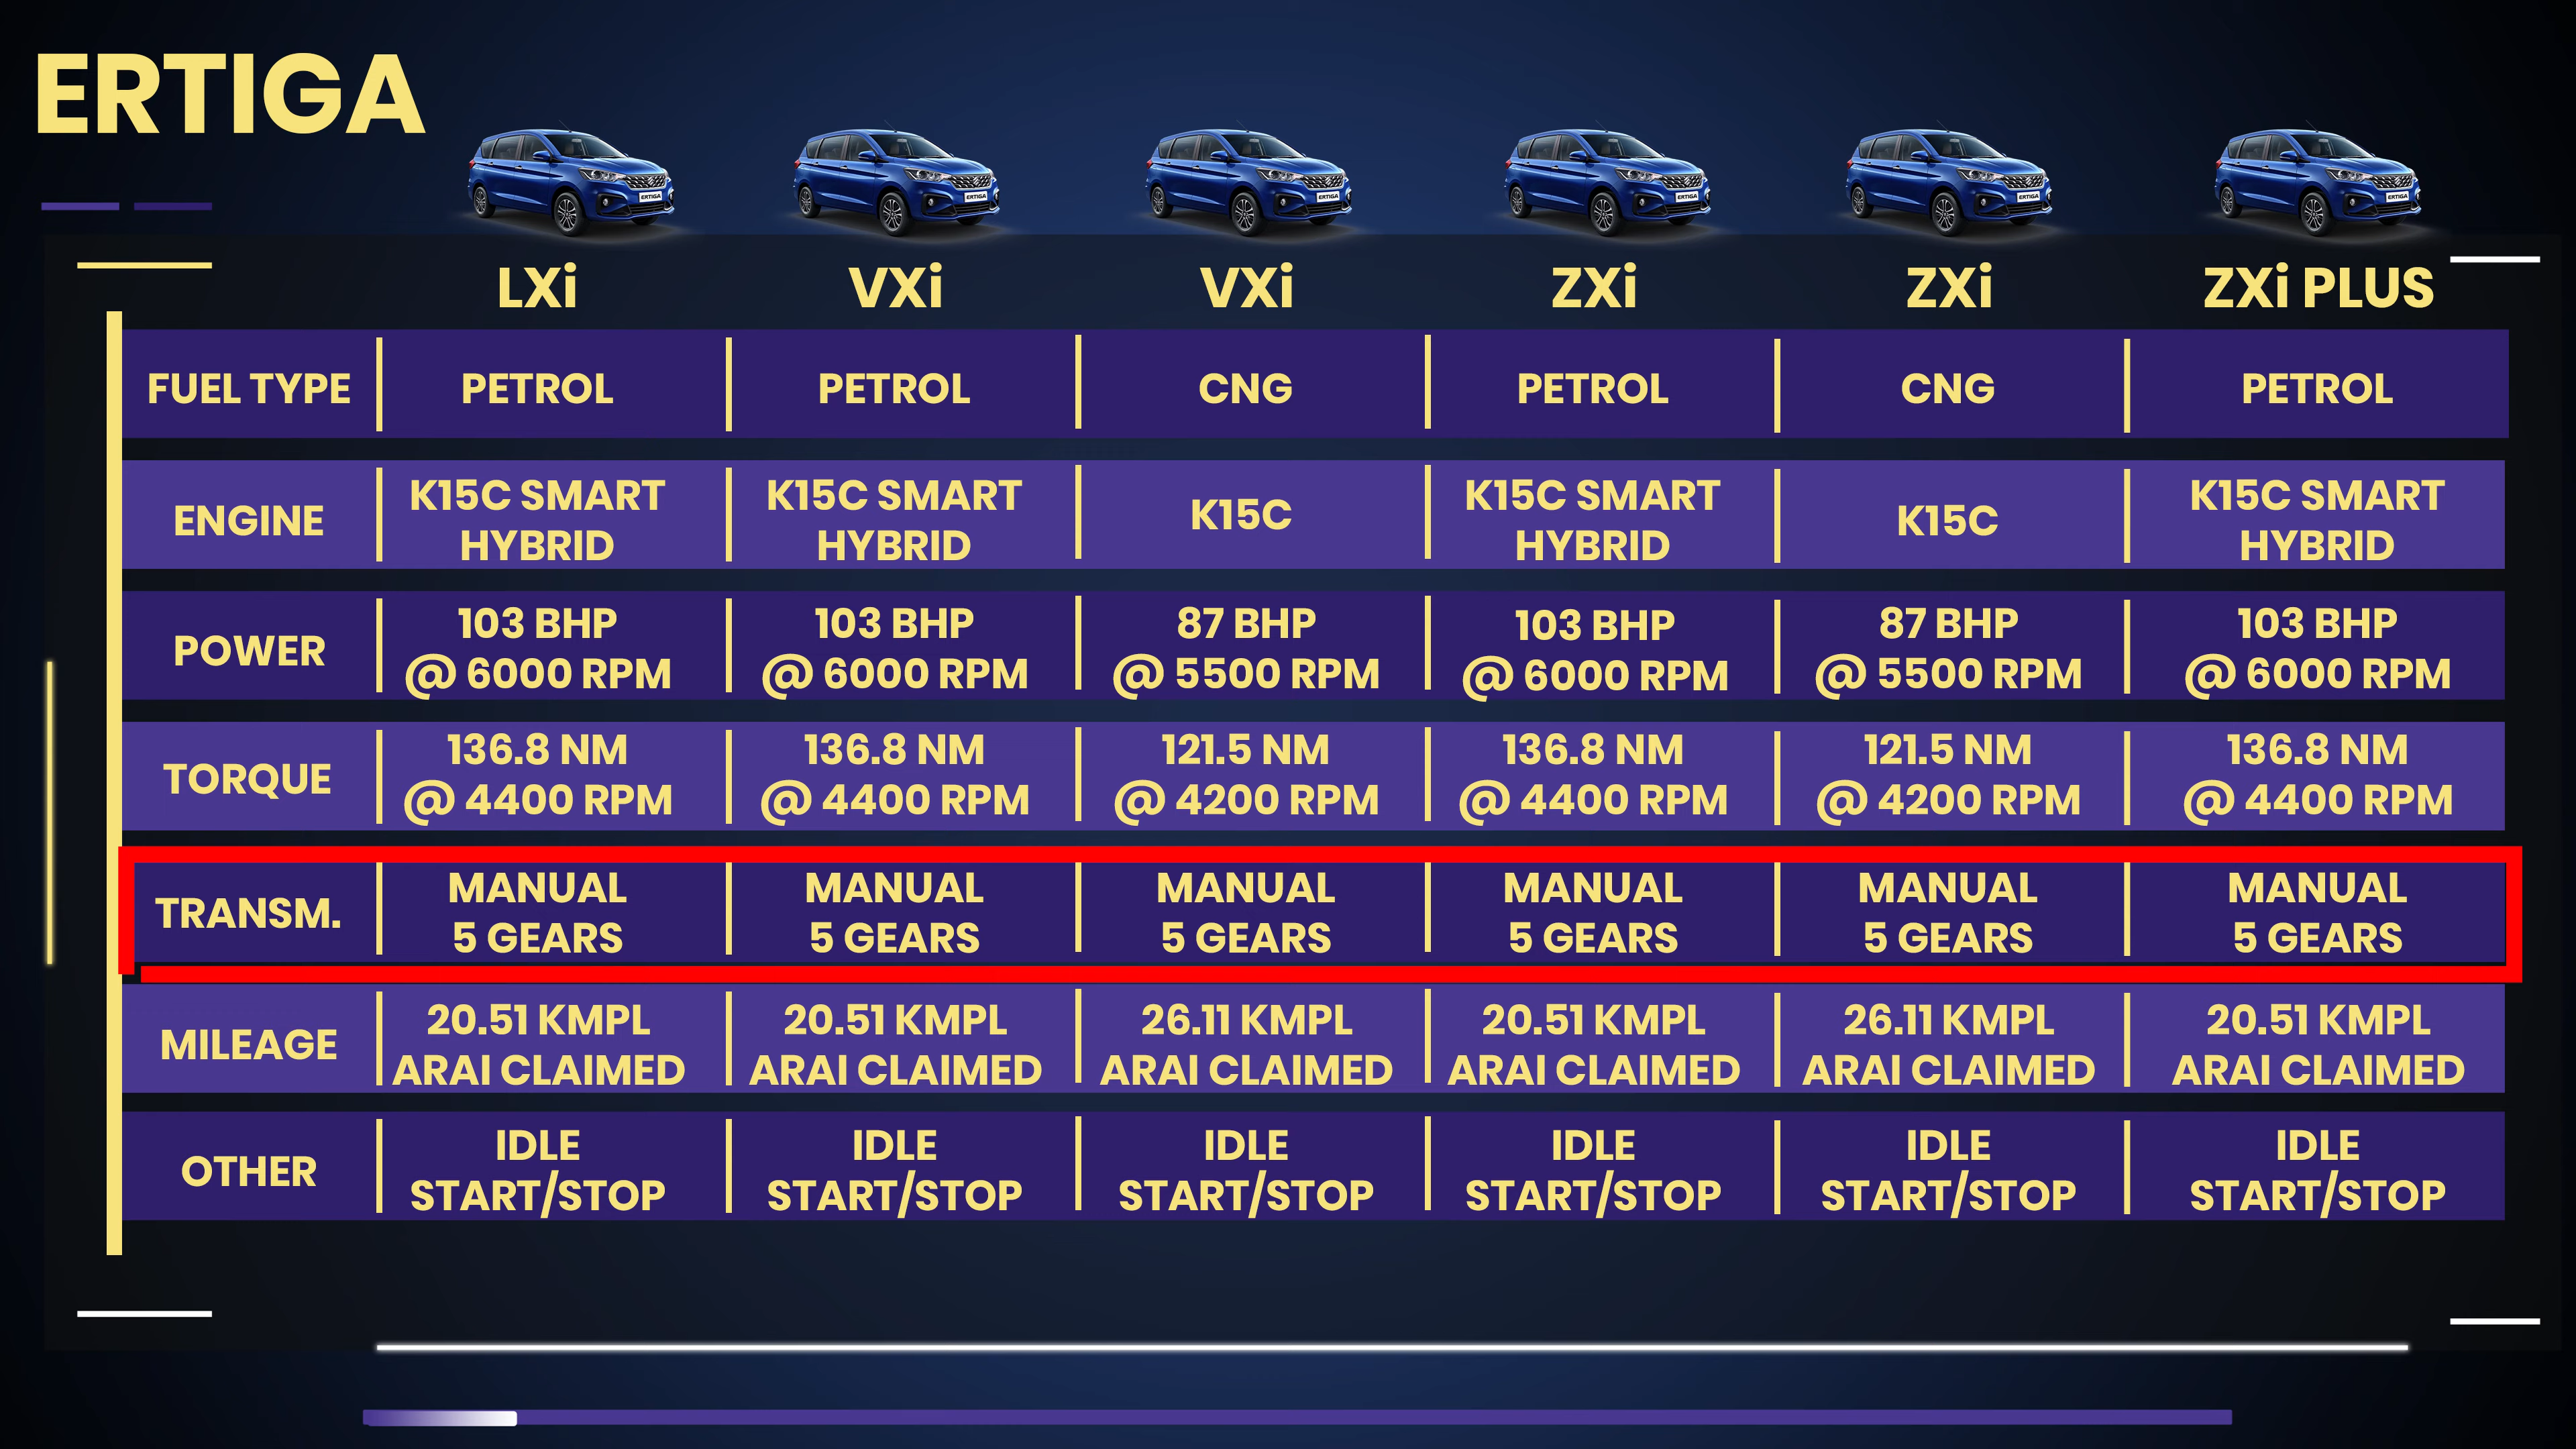 ERTIGA
ERTIGA ERTIGA ERTIGA ERTIGA ERTIGA ERTIGA
LXi VXi VXi ZXi ZXi ZXi PLUS
FUEL TYPE PETROL PETROL CNG PETROL CNG PETROL
ENGINE K15C SMART HYBRID K15C SMART HYBRID K15C K15C SMART HYBRID K15C K15C SMART HYBRID
POWER 103 BHP @ 6000 RPM 103 BHP @ 6000 RPM 87 BHP @ 5500 RPM 103 BHP @ 6000 RPM 87 BHP @ 5500 RPM 103 BHP @ 6000 RPM
TORQUE 136.8 NM @ 4400 RPM 136.8 NM @ 4400 RPM 121.5 NM @ 4200 RPM 136.8 NM @ 4400 RPM 121.5 NM @ 4200 RPM 136.8 NM @ 4400 RPM
TRANSM. MANUAL 5 GEARS MANUAL 5 GEARS MANUAL 5 GEARS MANUAL 5 GEARS MANUAL 5 GEARS MANUAL 5 GEARS
MILEAGE 20.51 KMPL ARAI CLAIMED 20.51 KMPL ARAI CLAIMED 26.11 KMPL ARAI CLAIMED 20.51 KMPL ARAI CLAIMED 26.11 KMPL ARAI CLAIMED 20.51 KMPL ARAI CLAIMED
OTHER IDLE START/STOP IDLE START/STOP IDLE START/STOP IDLE START/STOP IDLE START/STOP IDLE START/STOP